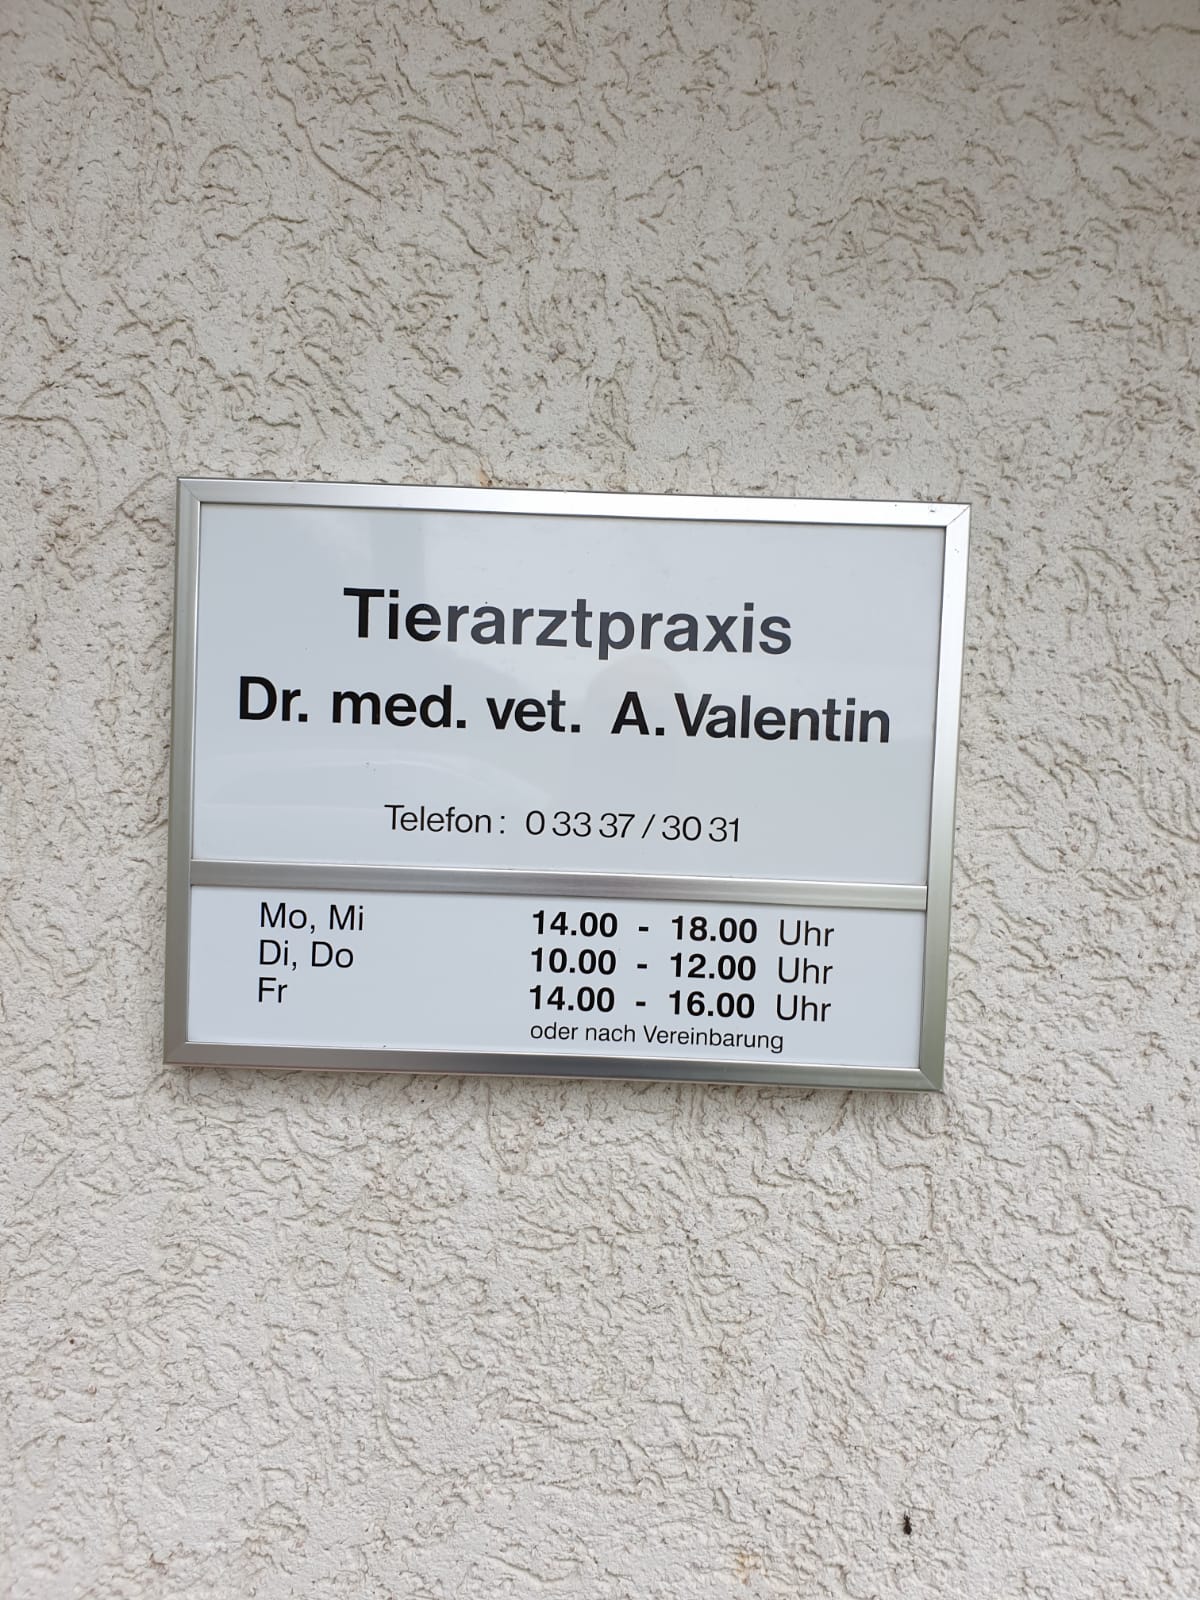 Tierarztpraxis
Dr. med. vet. A. Valentin
Telefon: 0 33 37 / 30 31
Mo, Mi 14.00 - 18.00 Uhr
Di, Do 10.00 - 12.00 Uhr
Fr 14.00 - 16.00 Uhr
oder nach Vereinbarung